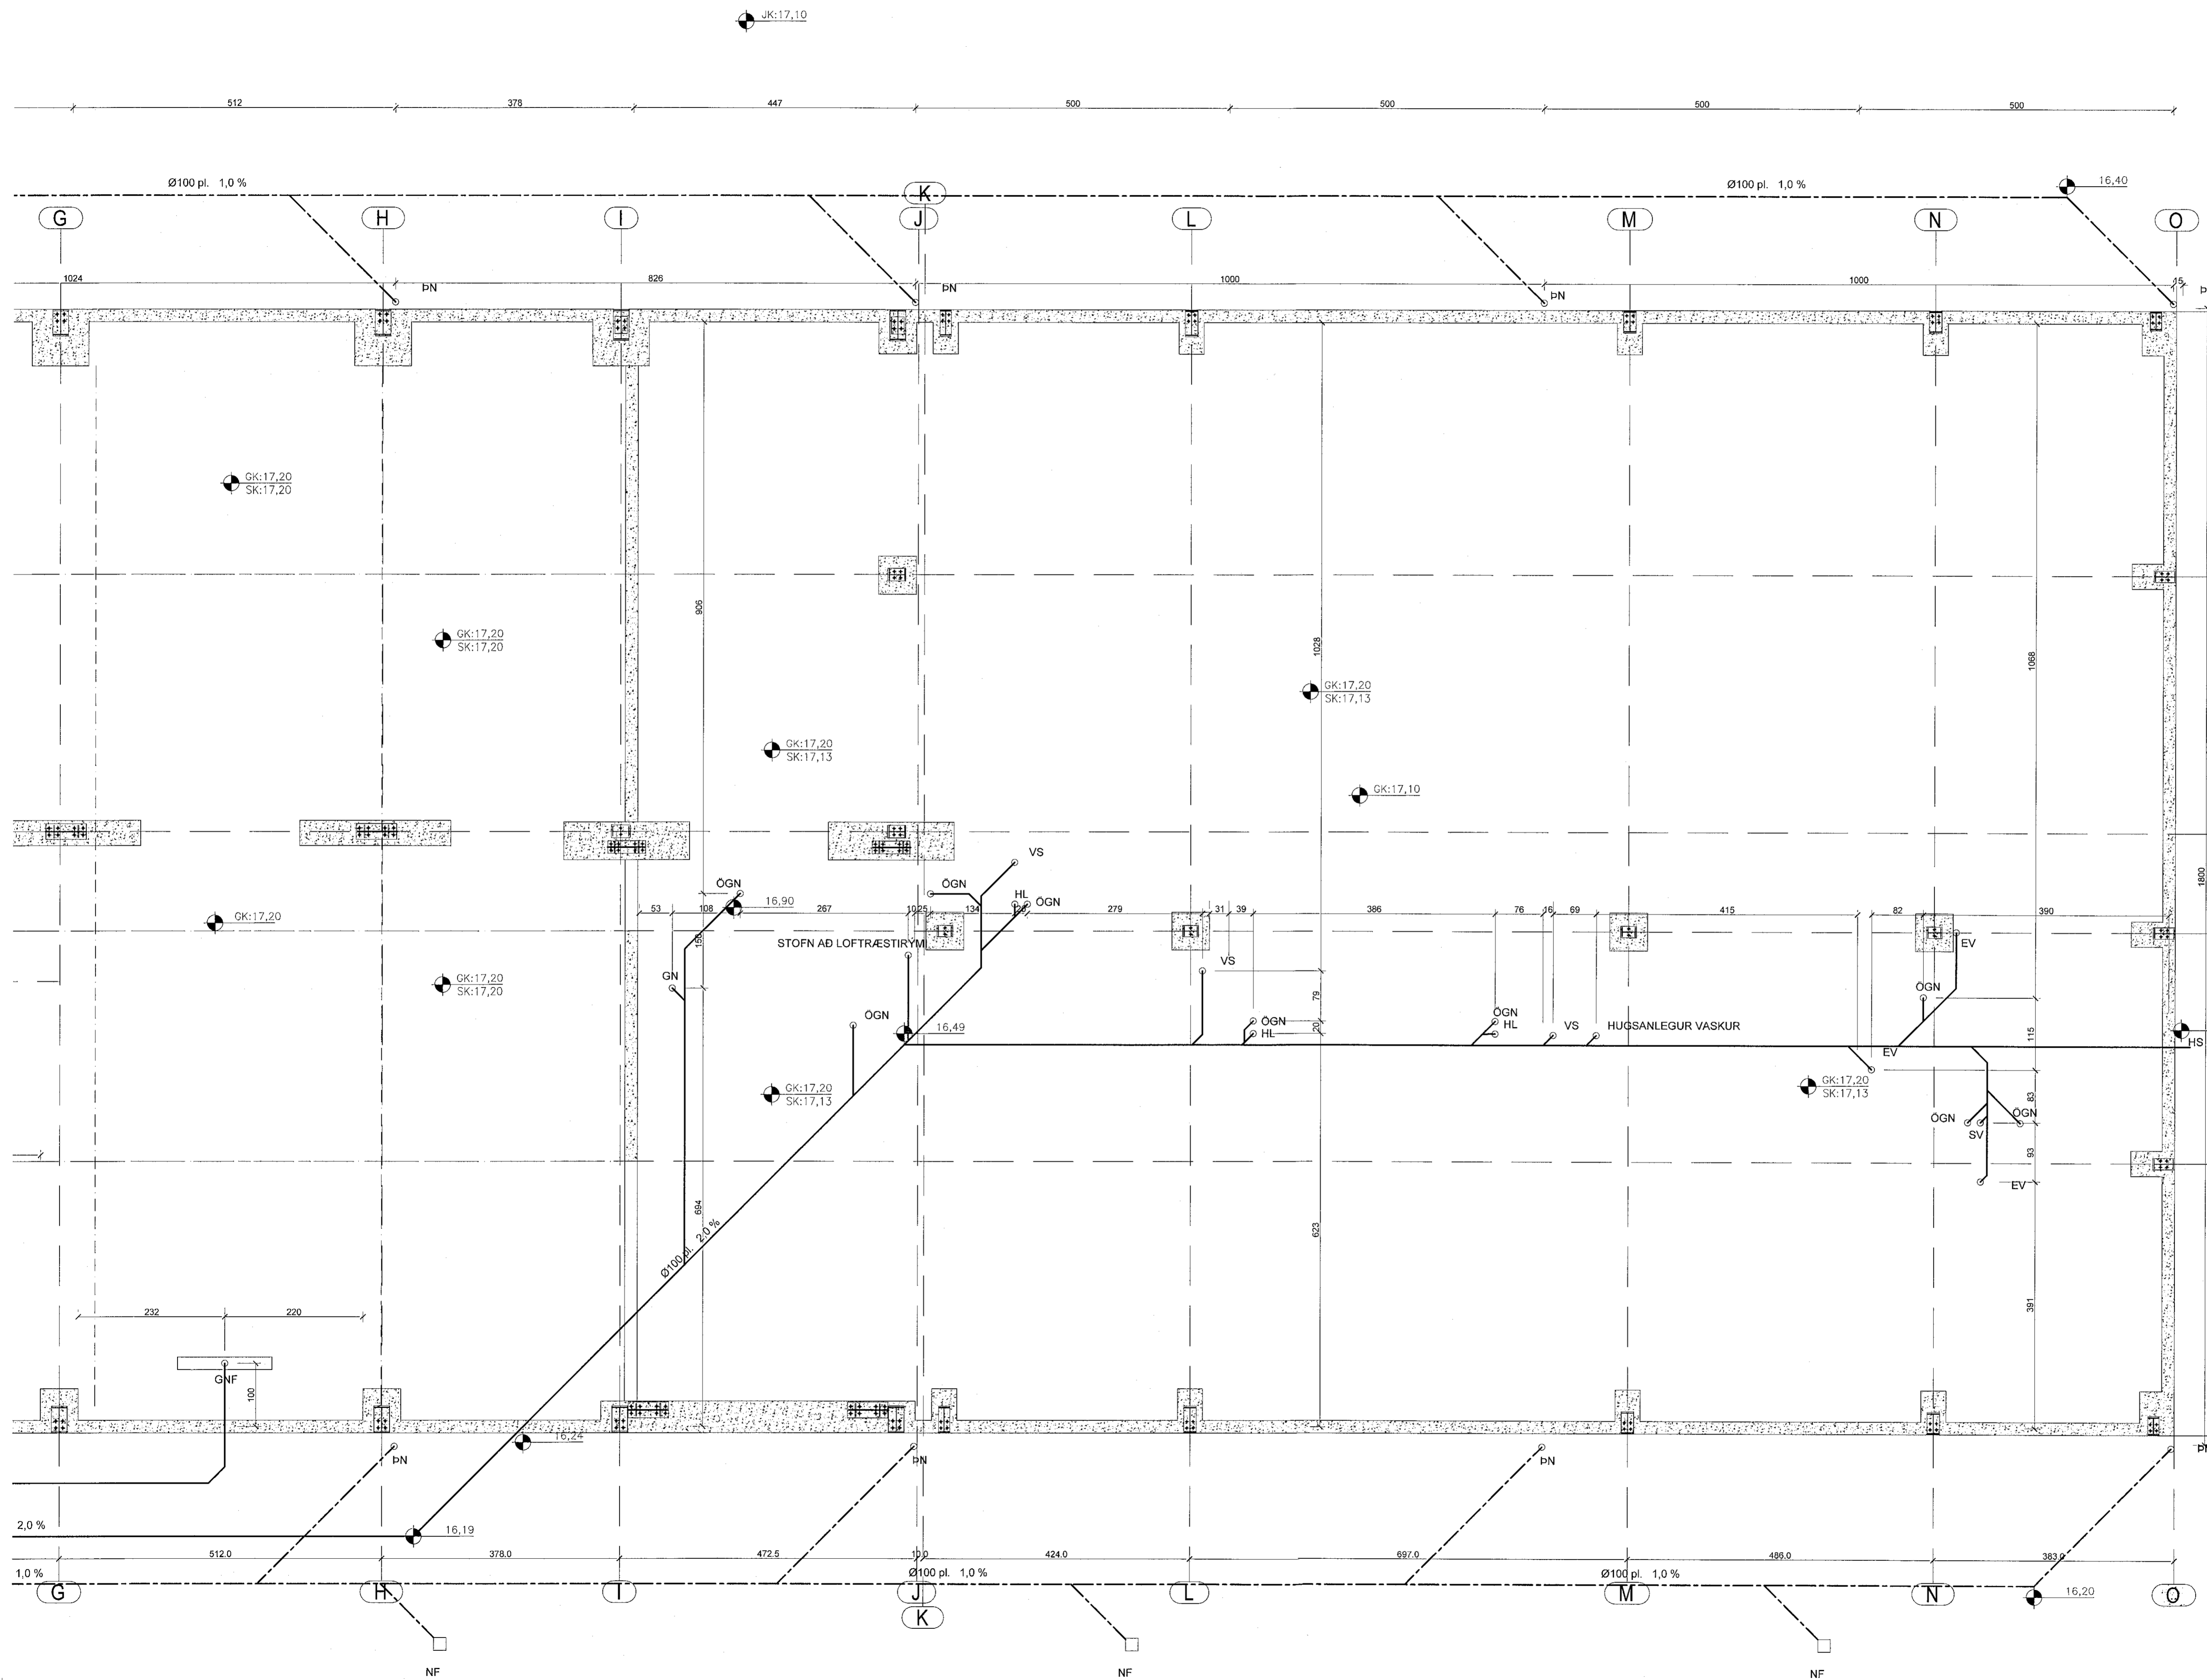 JK:17,10
512 378 447 500 500 500 500
Ø100 pl. 1,0 % Ø100 pl. 1,0 % 16,40
K
G H I J L M N O
1024 826 1000 1000 15
ÞN ÞN ÞN
GK:17,20
SK:17,20
906
GK:17,20
SK:17,20
1028 1068
GK:17,20
SK:17,13
GK:17,20
SK:17,13
GK:17,10
VS
1800
ÖGN ÖGN HL ÖGN
16,90
53 108 267 134 279 31 39 386 76 16 69 415 82 390
GK:17,20
STOFN AÐ LOFTRÆSTIRÝMI
EV
VS
GN
GK:17,20
SK:17,20
ÖGN
79
ÖGN ÖGN
ÖGN HL
HL 20
16,49
VS HUGSANLEGUR VASKUR
115
HS
EV
GK:17,20
SK:17,13
GK:17,20
SK:17,13
83
ÖGN ÖGN
SV
93
EV
694
623
Ø100 pl. 2,0 %
391
232 220
GNF
100
16,24
ÞN ÞN ÞN
2,0 % 16,19
512.0 378.0 472.5 10.0 424.0 697.0 486.0 383.0
1,0 % Ø100 pl. 1,0 % Ø100 pl. 1,0 %
G H I J L M N 16,20 O
K
NF NF NF